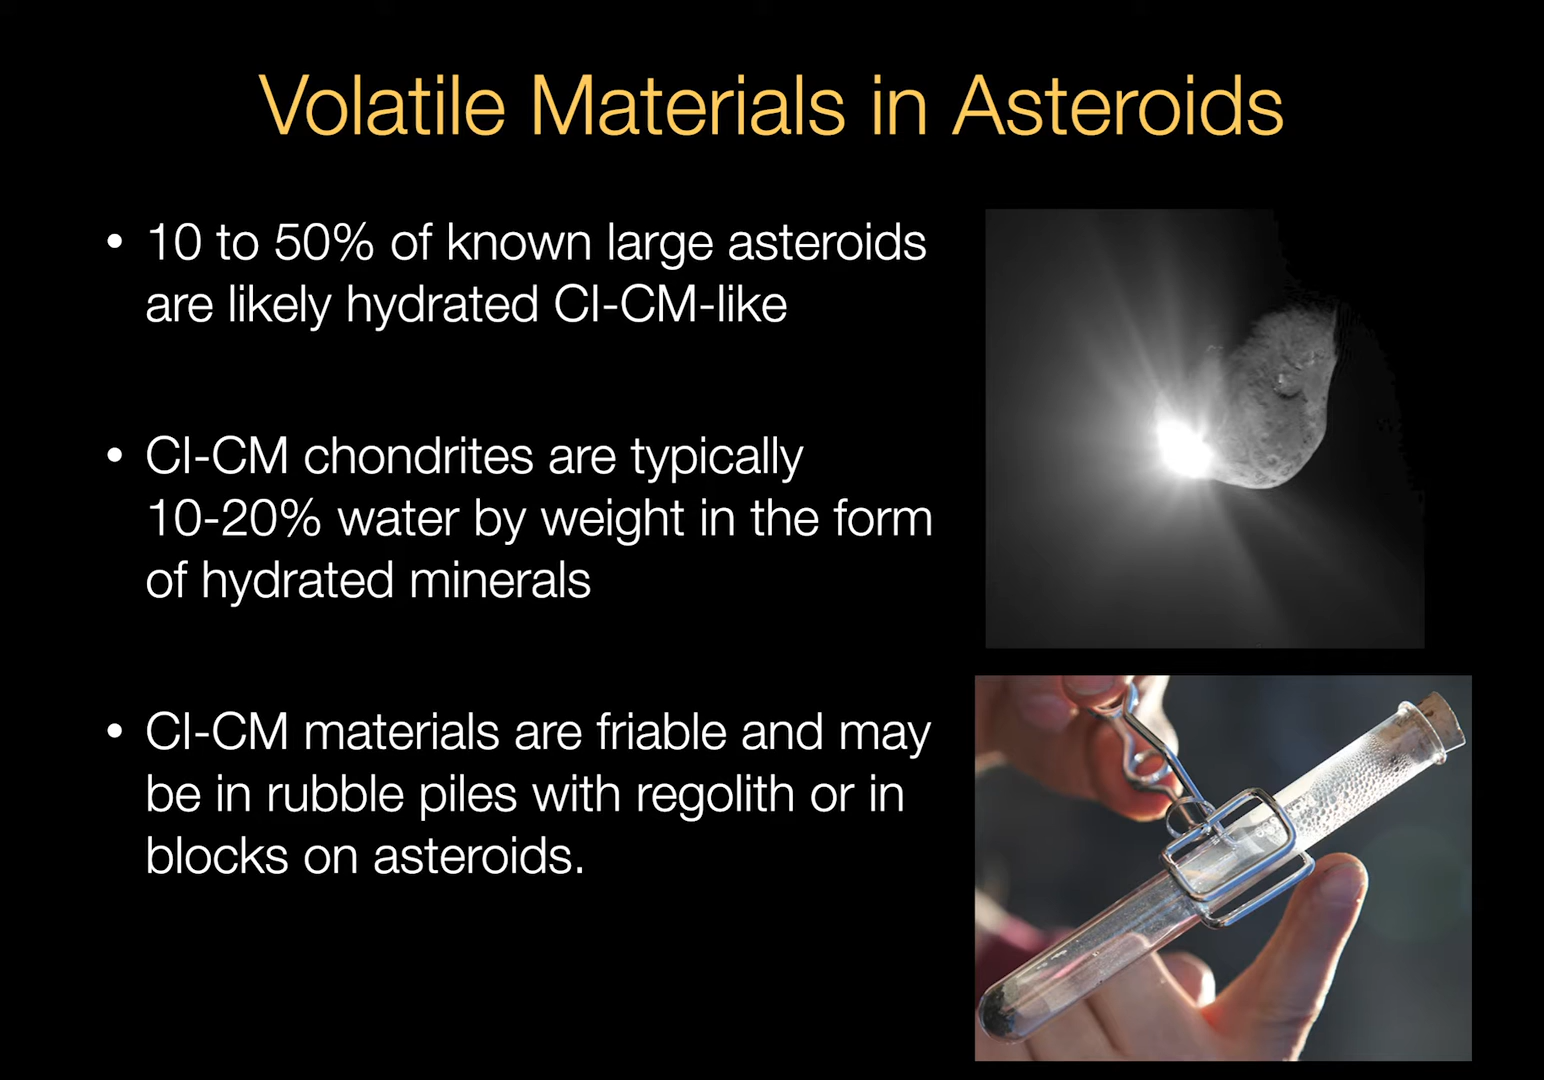 Volatile Materials in Asteroids
• 10 to 50% of known large asteroids
are likely hydrated CI-CM-like
• CI-CM chondrites are typically
10-20% water by weight in the form
of hydrated minerals
• CI-CM materials are friable and may
be in rubble piles with regolith or in
blocks on asteroids.